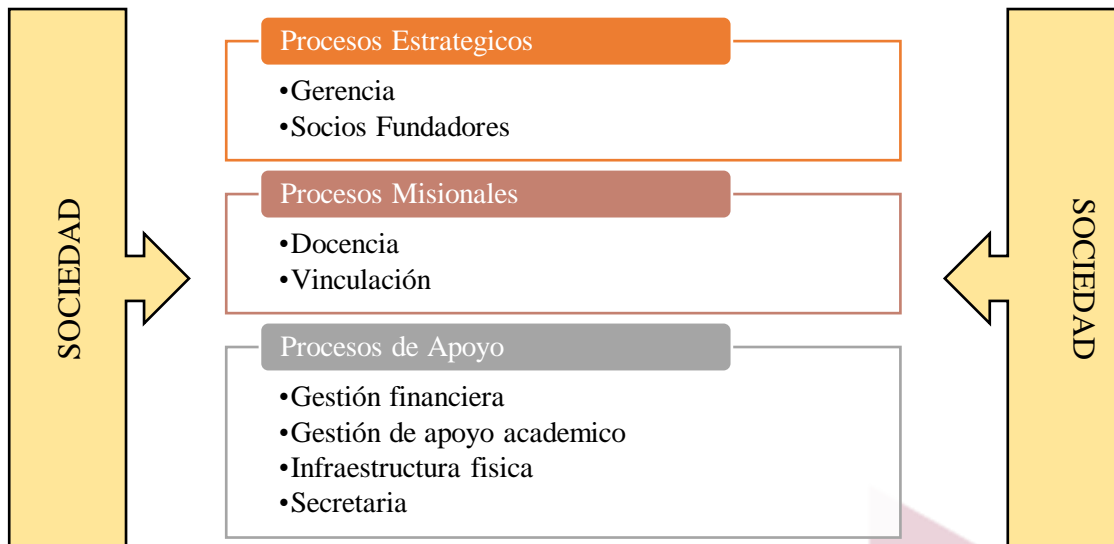 SOCIEDAD
Procesos Estrategicos
•Gerencia
•Socios Fundadores
Procesos Misionales
•Docencia
•Vinculación
Procesos de Apoyo
•Gestión financiera
•Gestión de apoyo academico
•Infraestructura fisica
•Secretaria
SOCIEDAD